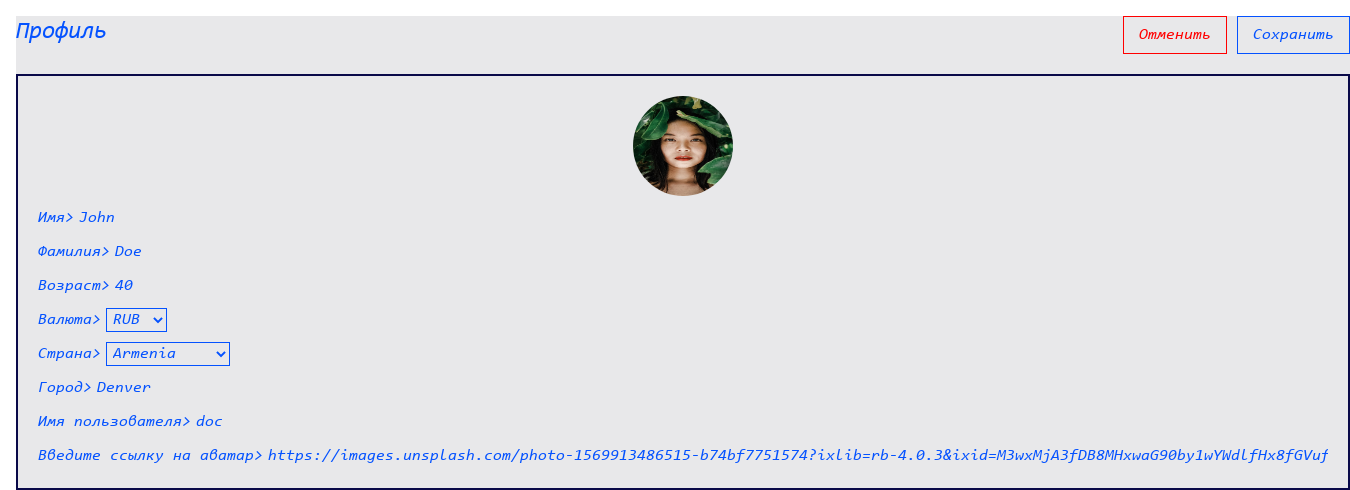 Профиль
Отменить
Сохранить
Имя> John
Фамилия> Doe
Возраст> 40
Валюта> RUB
Страна> Armenia
Город> Denver
Имя пользователя> doc
Введите ссылку на аватар> https://images.unsplash.com/photo-1569913486515-b74bf7751574?ixlib=rb-4.0.3&ixid=M3wxMjA3fDB8MHxwaG90by1wYWdlfHx8fGVuf